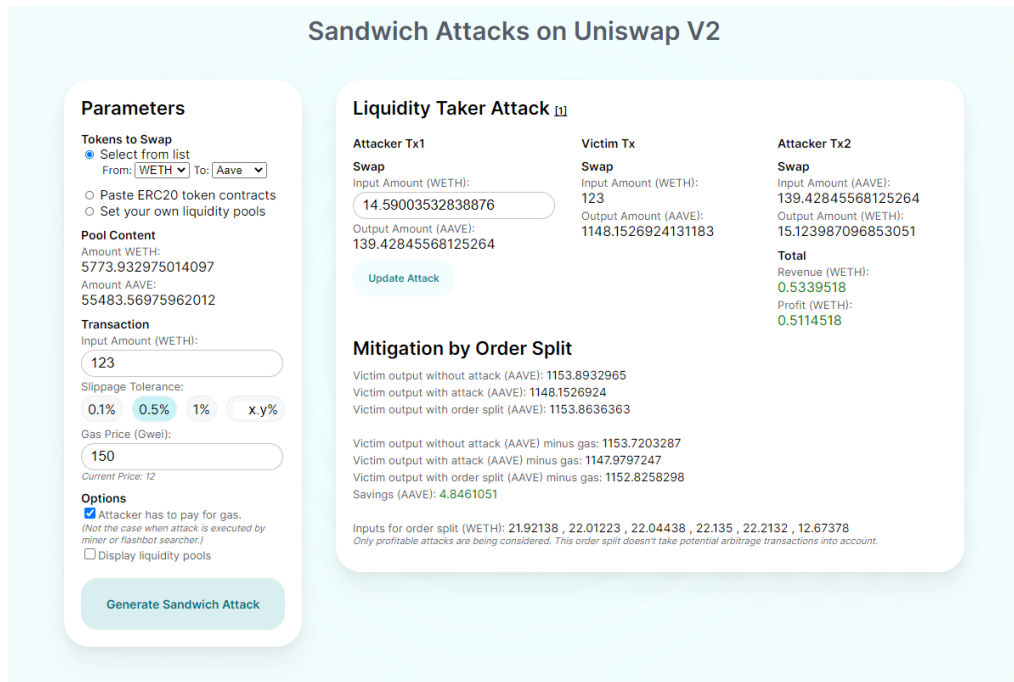 Sandwich Attacks on Uniswap V2
Parameters
Tokens to Swap
Select from list
From: WETH To: Aave
Paste ERC20 token contracts
Set your own liquidity pools
Pool Content
Amount WETH:
5773.932975014097
Amount AAVE:
55483.56975962012
Transaction
Input Amount (WETH):
123
Slippage Tolerance:
0.1% 0.5% 1% x.y%
Gas Price (Gwei):
150
Current Price: 12
Options
Attacker has to pay for gas.
(Not the case when attack is executed by
miner or flashbot searcher.)
Display liquidity pools
Generate Sandwich Attack
Liquidity Taker Attack [1]
Attacker Tx1
Swap
Input Amount (WETH):
14.59003532838876
Output Amount (AAVE):
139.42845568125264
Update Attack
Victim Tx
Swap
Input Amount (WETH):
123
Output Amount (AAVE):
1148.1526924131183
Attacker Tx2
Swap
Input Amount (AAVE):
139.42845568125264
Output Amount (WETH):
15.123987096853051
Total
Revenue (WETH):
0.5339518
Profit (WETH):
0.5114518
Mitigation by Order Split
Victim output without attack (AAVE): 1153.8932965
Victim output with attack (AAVE): 1148.1526924
Victim output with order split (AAVE): 1153.8636363
Victim output without attack (AAVE) minus gas: 1153.7203287
Victim output with attack (AAVE) minus gas: 1147.9797247
Victim output with order split (AAVE) minus gas: 1152.8258298
Savings (AAVE): 4.8461051
Inputs for order split (WETH): 21.92138 , 22.01223 , 22.04438 , 22.135 , 22.2132 , 12.67378
Only profitable attacks are being considered. This order split doesn't take potential arbitrage transactions into account.